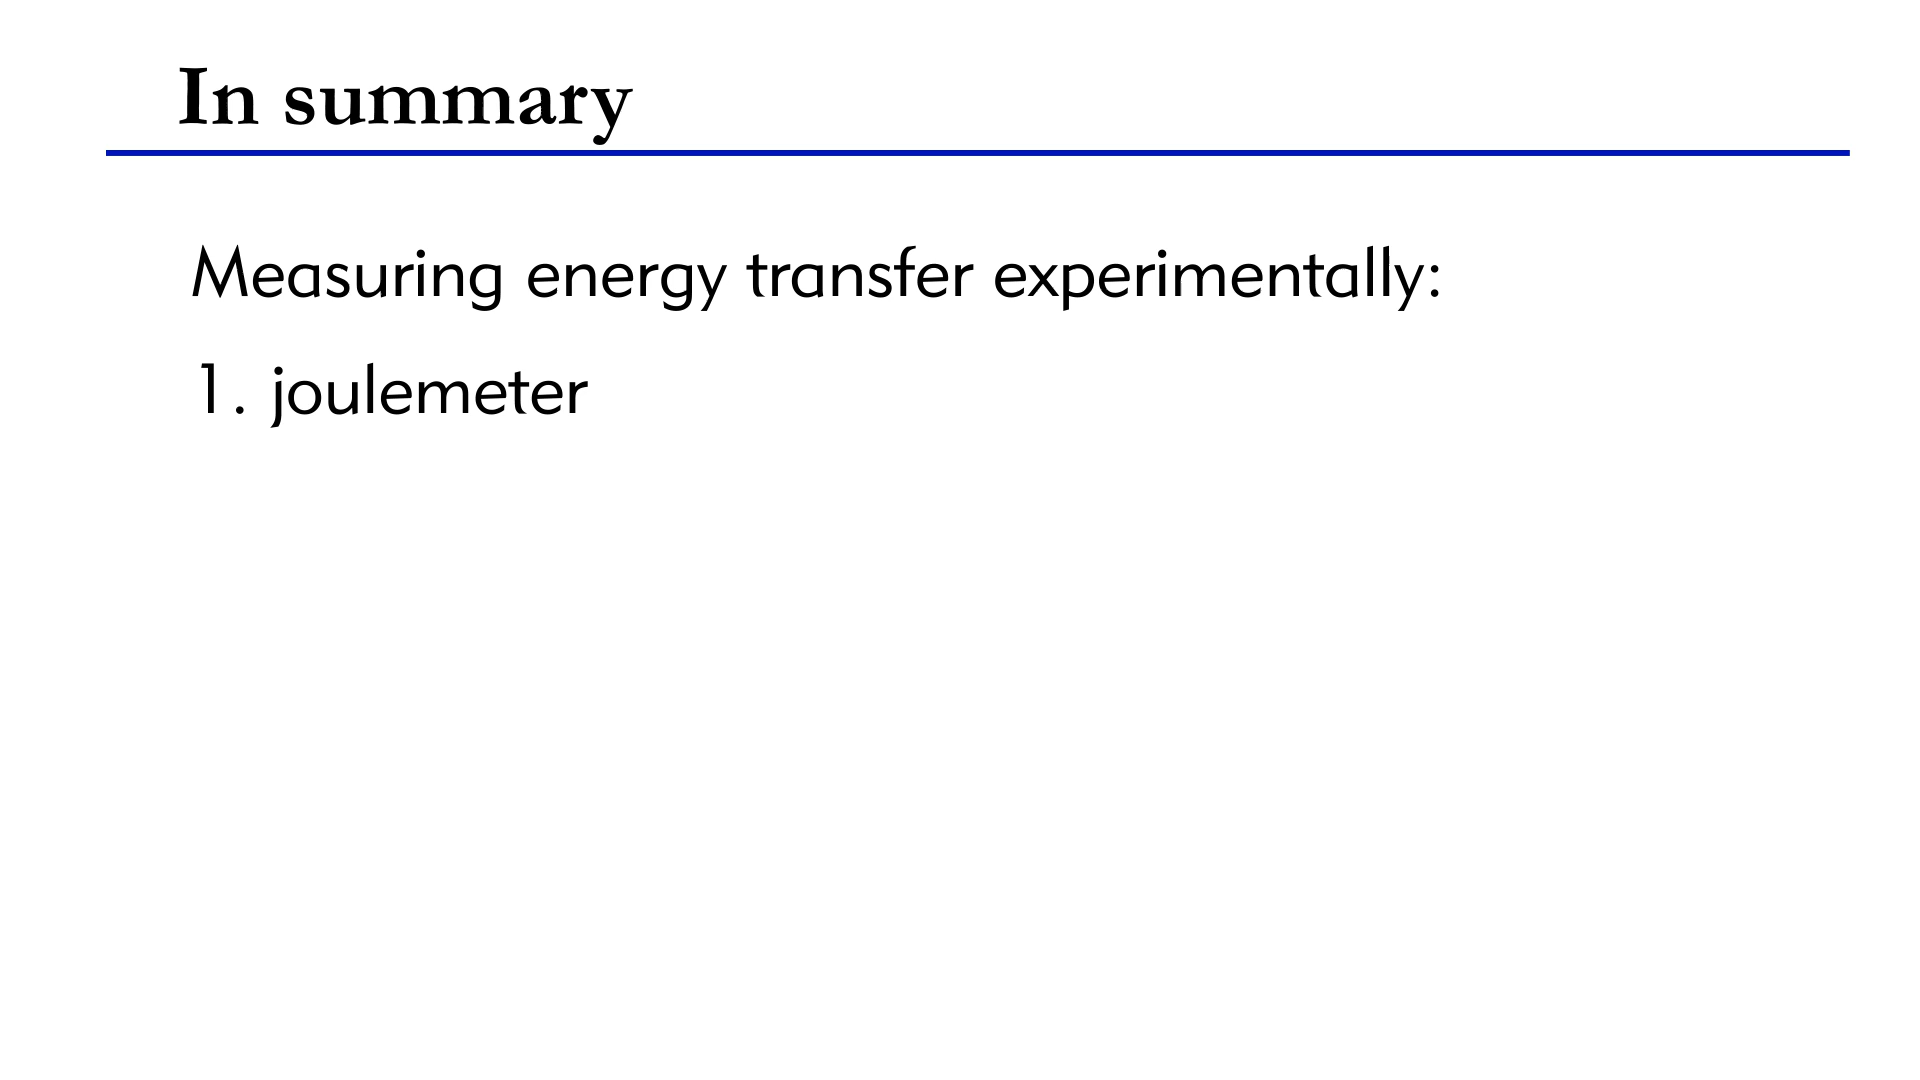 In summary
Measuring energy transfer experimentally:
1. joulemeter